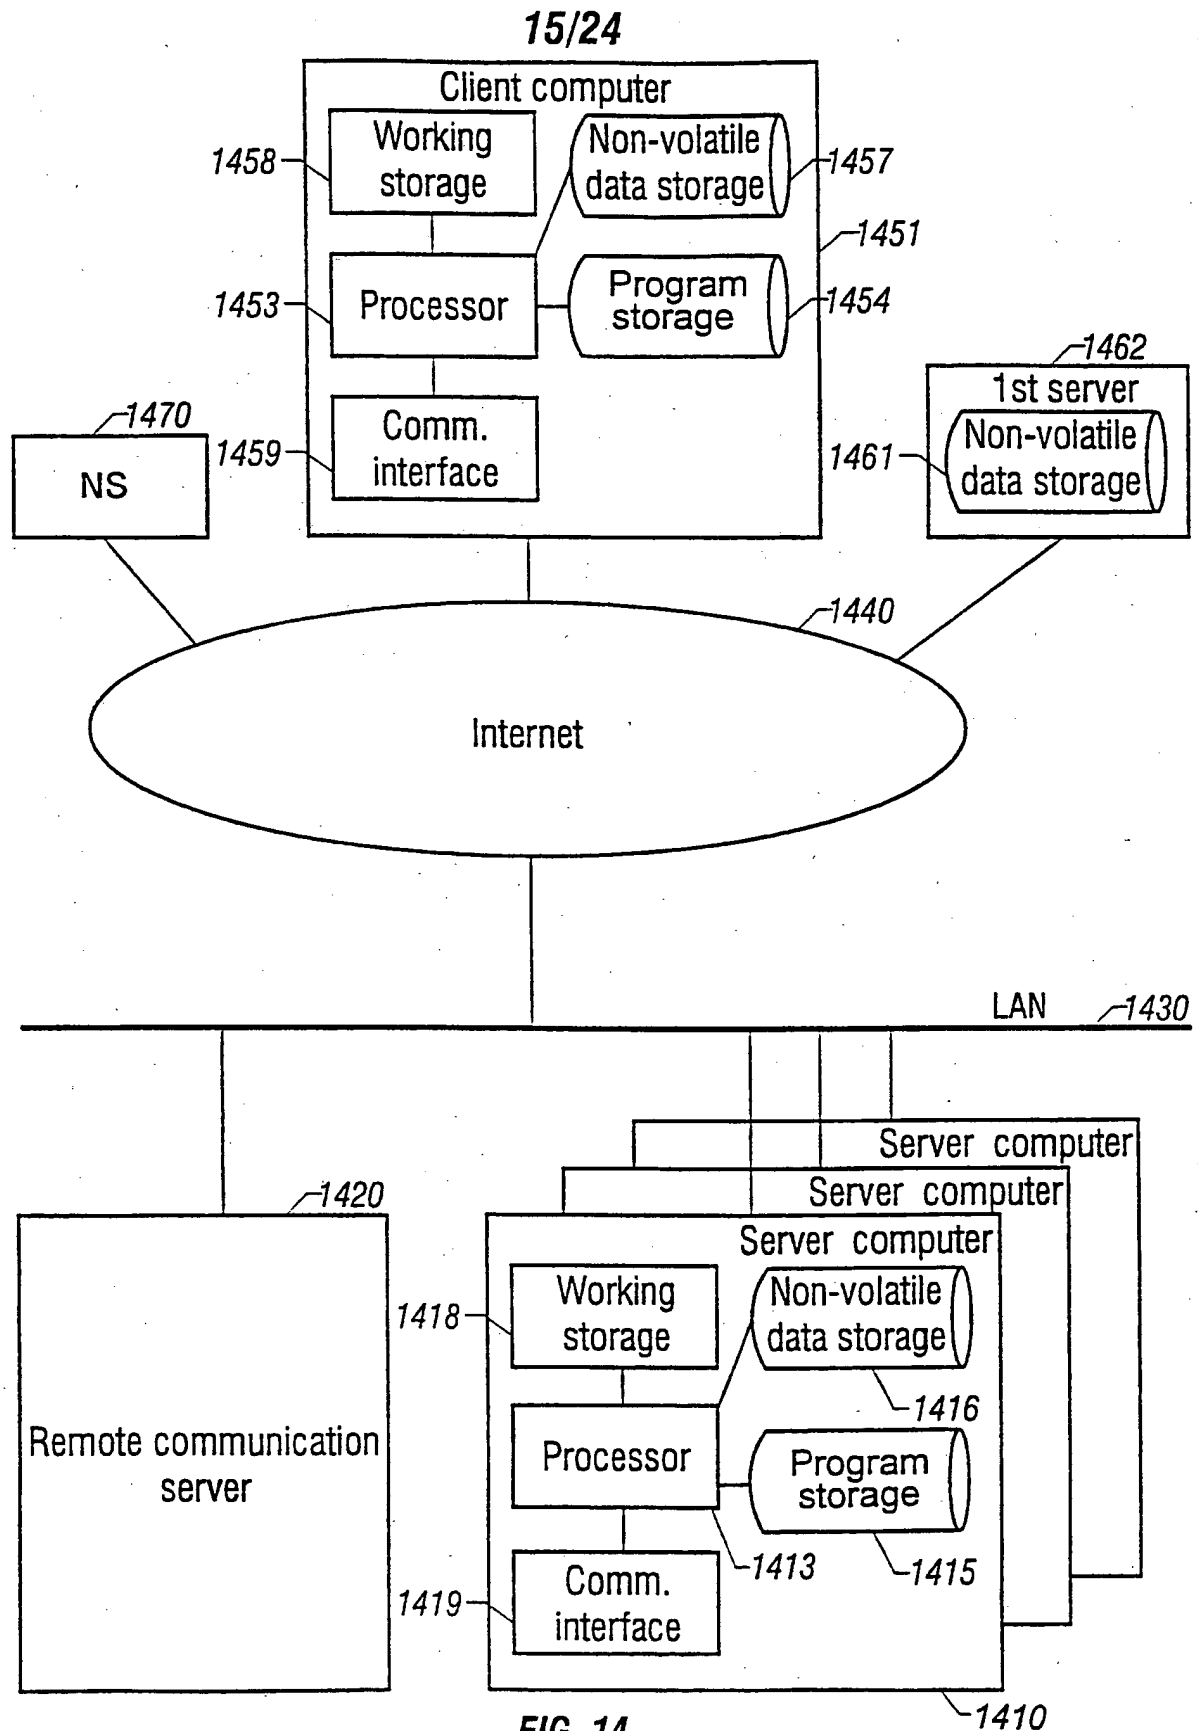 15/24
Client computer
Working
storage
1458
Non-volatile
data storage
1457
1451
Processor
1453
Program
storage
1454
Comm.
interface
1459
1462
1st server
Non-volatile
data storage
1461
1470
NS
1440
Internet
LAN
1430
1420
Remote communication
server
Server computer
Server computer
Server computer
Working
storage
1418
Non-volatile
data storage
1416
Processor
1413
Program
storage
1415
Comm.
interface
1419
1410
FIG. 14